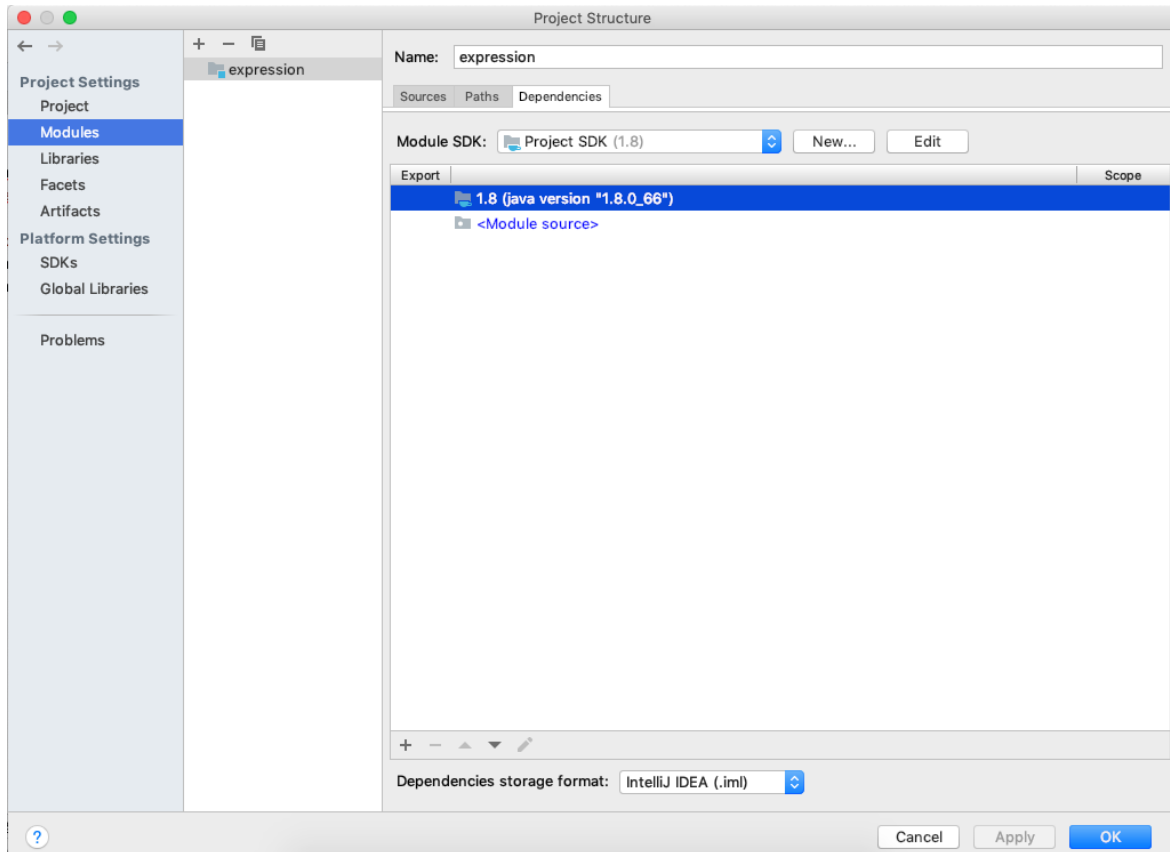 Project Structure
Project Settings
Project
Modules
Libraries
Facets
Artifacts
Platform Settings
SDKs
Global Libraries
Problems
expression
Name: expression
Sources Paths Dependencies
Module SDK: Project SDK (1.8) New... Edit
Export Scope
1.8 (java version "1.8.0_66")
<Module source>
Dependencies storage format: IntelliJ IDEA (.iml)
? Cancel Apply OK